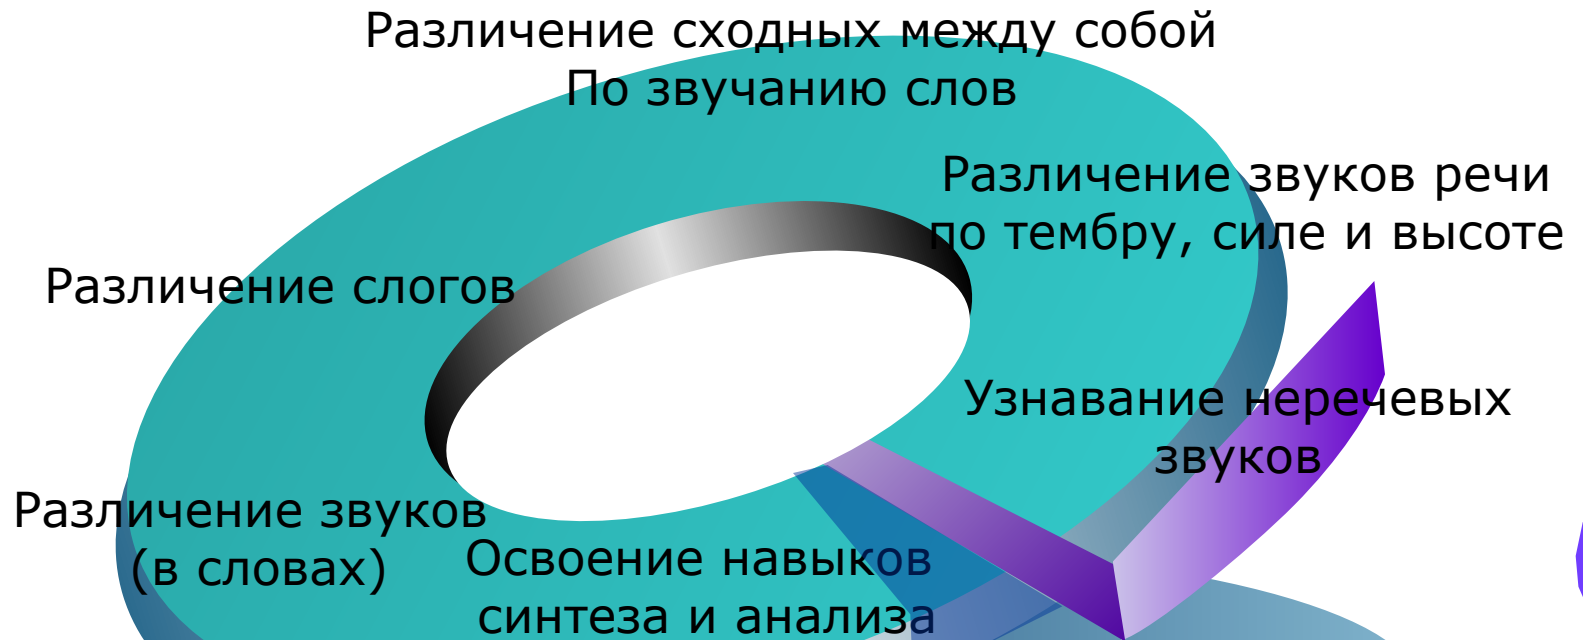 Различение сходных между собой
По звучанию слов
Различение звуков речи
по тембру, силе и высоте
Различение слогов
Узнавание неречевых
звуков
Различение звуков
(в словах)
Освоение навыков
синтеза и анализа